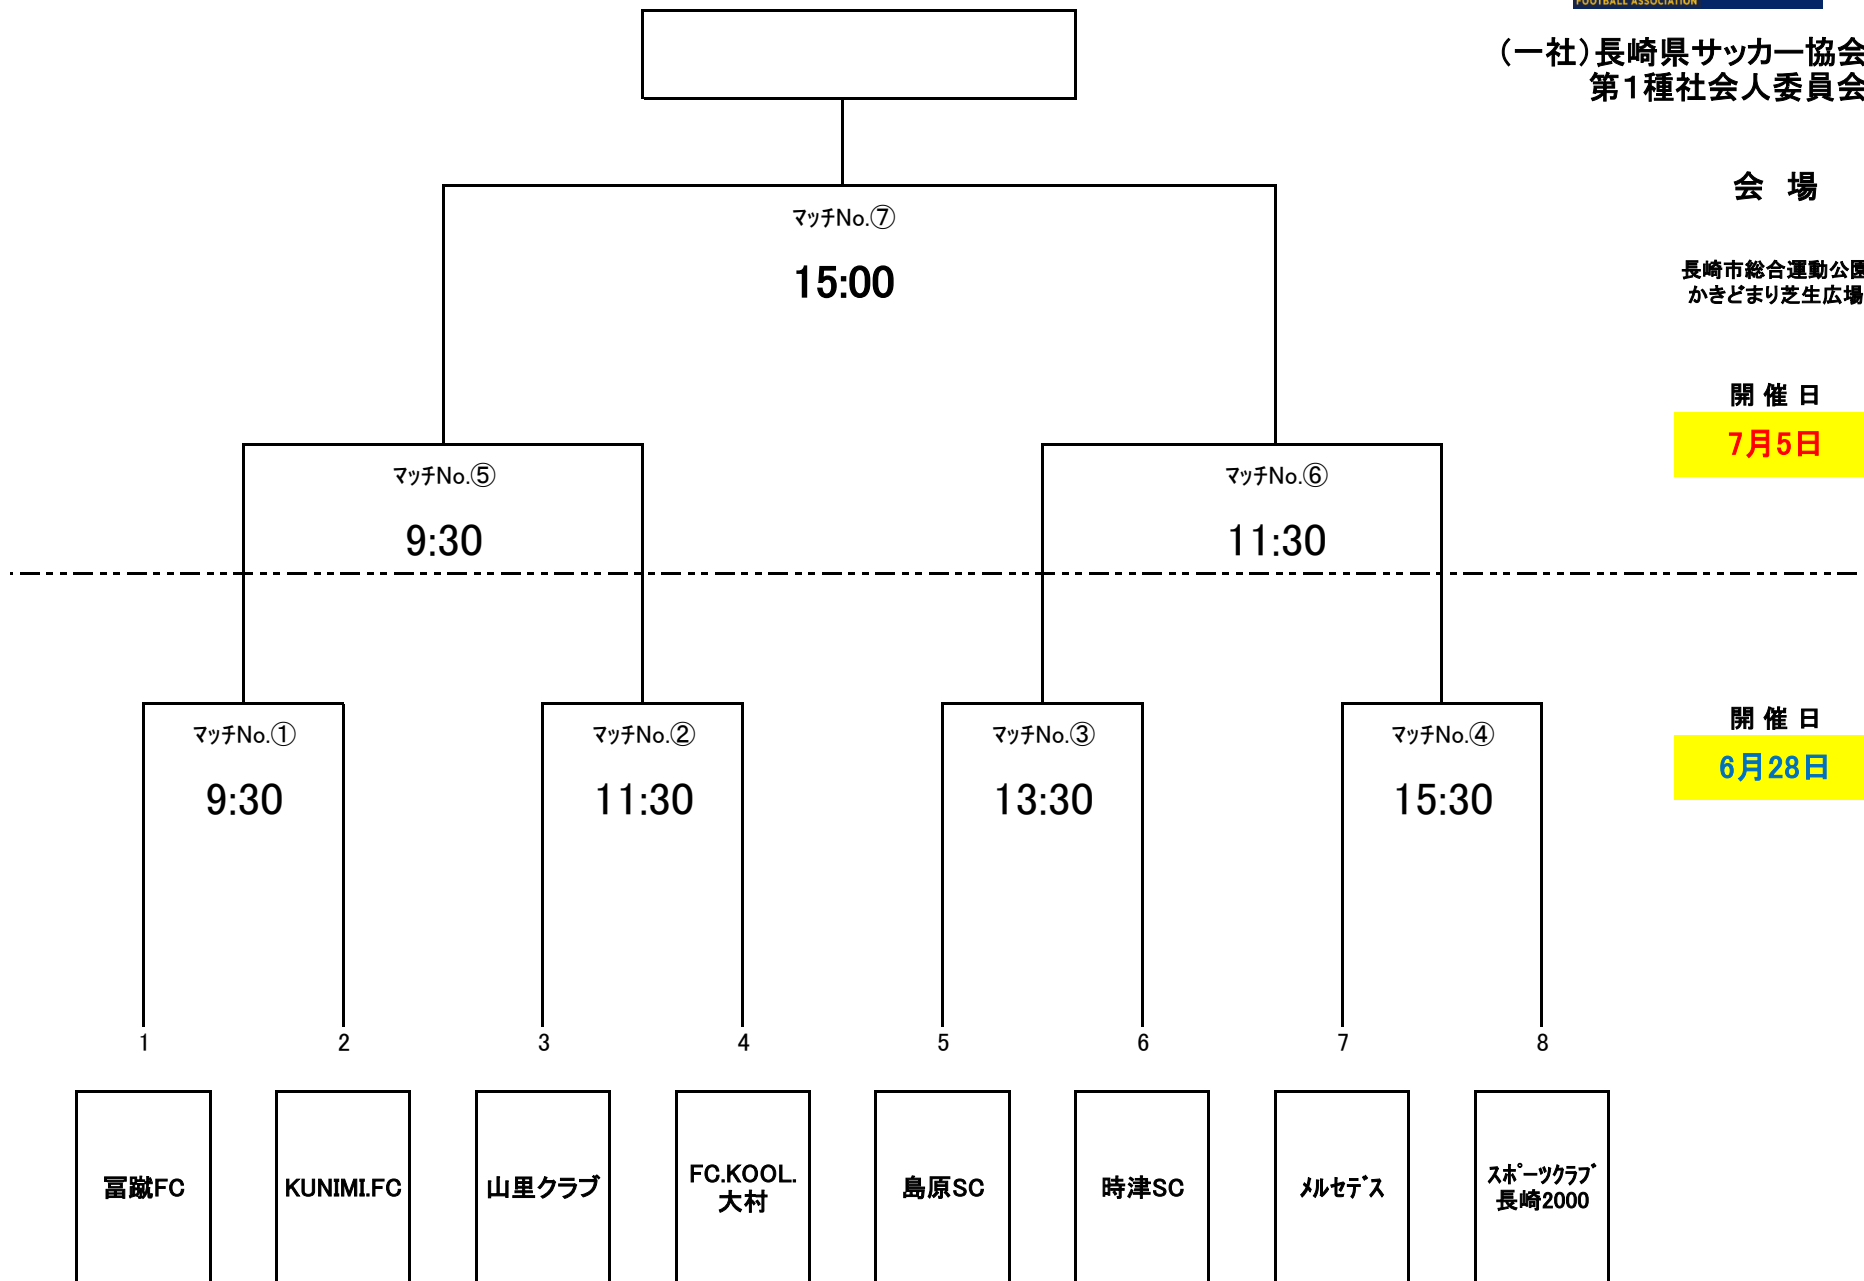 FOOTBALL ASSOCIATION
（一社）長崎県サッカー協会
第１種社会人委員会
会 場
マッチNo.⑦
15:00
長崎市総合運動公園
かきどまり芝生広場
開 催 日
7月5日
マッチNo.⑤
マッチNo.⑥
9:30
11:30
開 催 日
6月28日
マッチNo.①
マッチNo.②
マッチNo.③
マッチNo.④
9:30
11:30
13:30
15:30
1
2
3
4
5
6
7
8
冨蹴FC
KUNIMI.FC
山里クラブ
FC.KOOL.
大村
島原SC
時津SC
メルセデス
スポーツクラブ
長崎2000